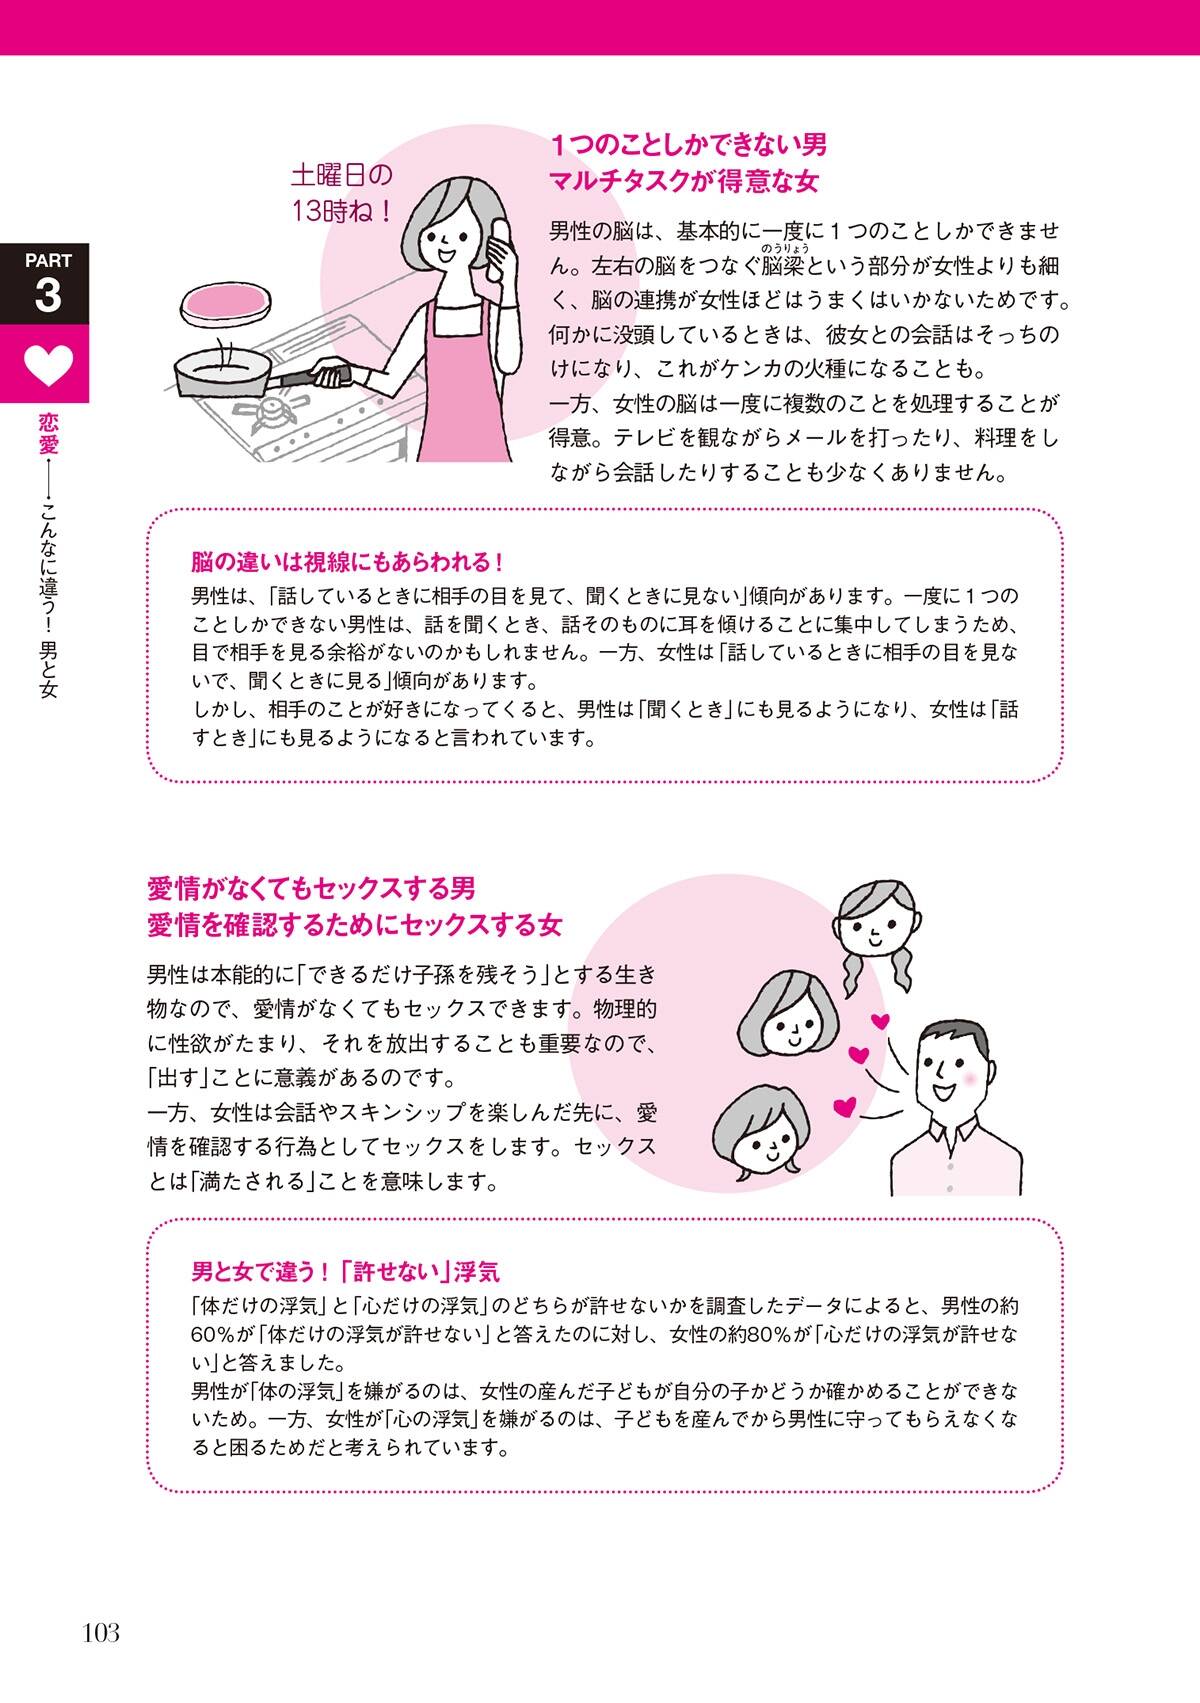 PART
3
恋愛――こんなに違う！ 男と女
土曜日の
13時ね！
1つのことしかできない男
マルチタスクが得意な女
男性の脳は、基本的に一度に1つのことしかできませ
のうりょう
ん。左右の脳をつなぐ脳梁という部分が女性よりも細
く、脳の連携が女性ほどはうまくはいかないためです。
何かに没頭しているときは、彼女との会話はそっちの
けになり、これがケンカの火種になることも。
一方、女性の脳は一度に複数のことを処理することが
得意。テレビを観ながらメールを打ったり、料理をし
ながら会話したりすることも少なくありません。
脳の違いは視線にもあらわれる！
男性は、「話しているときに相手の目を見て、聞くときに見ない」傾向があります。一度に1つの
ことしかできない男性は、話を聞くとき、話そのものに耳を傾けることに集中してしまうため、
目で相手を見る余裕がないのかもしれません。一方、女性は「話しているときに相手の目を見な
いで、聞くときに見る」傾向があります。
しかし、相手のことが好きになってくると、男性は「聞くとき」にも見るようになり、女性は「話
すとき」にも見るようになると言われています。
愛情がなくてもセックスする男
愛情を確認するためにセックスする女
男性は本能的に「できるだけ子孫を残そう」とする生き
物なので、愛情がなくてもセックスできます。物理的
に性欲がたまり、それを放出することも重要なので、
「出す」ことに意義があるのです。
一方、女性は会話やスキンシップを楽しんだ先に、愛
情を確認する行為としてセックスをします。セックス
とは「満たされる」ことを意味します。
男と女で違う！「許せない」浮気
「体だけの浮気」と「心だけの浮気」のどちらが許せないかを調査したデータによると、男性の約
60%が「体だけの浮気が許せない」と答えたのに対し、女性の約80%が「心だけの浮気が許せな
い」と答えました。
男性が「体の浮気」を嫌がるのは、女性の産んだ子どもが自分の子かどうか確かめることができな
いため。一方、女性が「心の浮気」を嫌がるのは、子どもを産んでから男性に守ってもらえなくな
ると困るためだと考えられています。
103